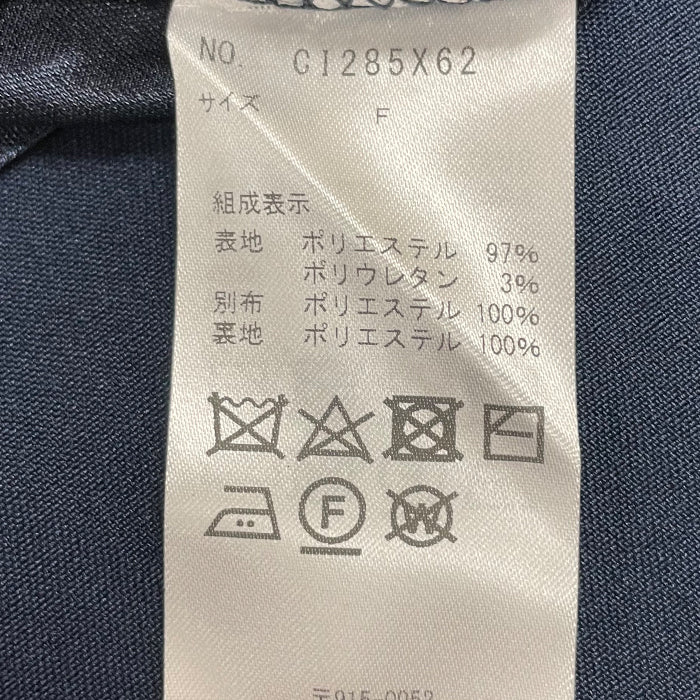 NO. CI285X62
サイズ F
組成表示
表地 ポリエステル 97%
ポリウレタン 3%
別布 ポリエステル 100%
裏地 ポリエステル 100%
F W